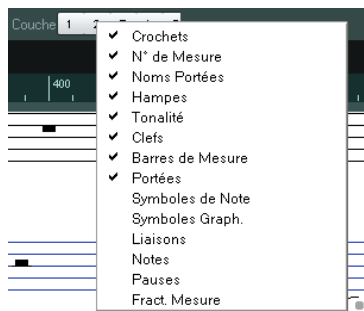 Couche 1 2
Crochets
N° de Mesure
400
Noms Portées
Hampes
Tonalité
Clefs
Barres de Mesure
Portées
Symboles de Note
Symboles Graph.
Liaisons
Notes
Pauses
Fract. Mesure